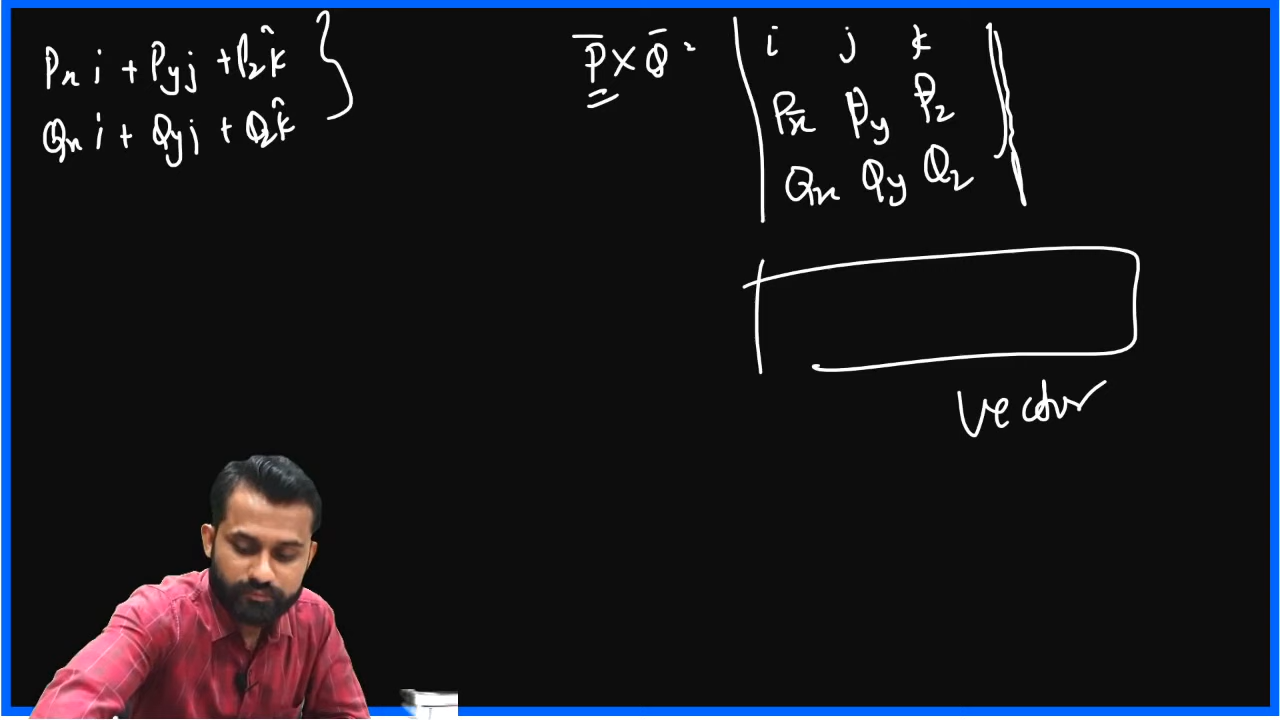 Px i + Py j + Pz k̂
Qx i + Qy j + Qz k̂
P̅ × Q̅ =
i j k
Px Py Pz
Qx Qy Qz
Vector